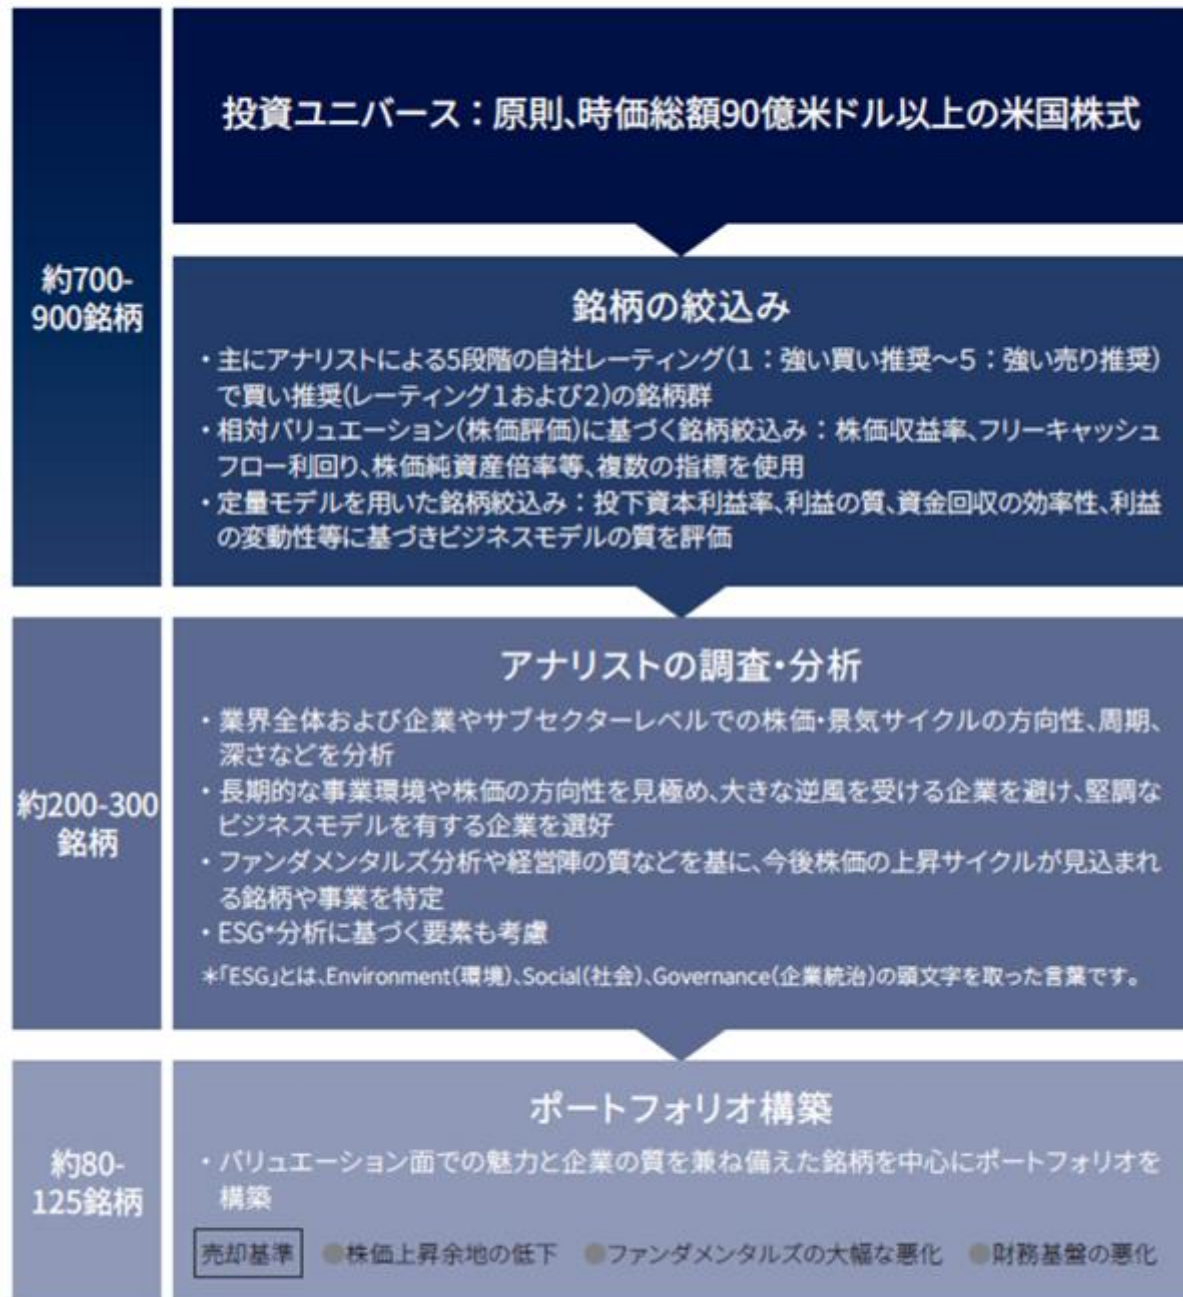 投資ユニバース：原則、時価総額90億米ドル以上の米国株式
約700-
900銘柄
銘柄の絞込み
・主にアナリストによる5段階の自社レーティング（1：強い買い推奨～5：強い売り推奨）
で買い推奨（レーティング1および2）の銘柄群
・相対バリュエーション（株価評価）に基づく銘柄絞込み：株価収益率、フリーキャッシュ
フロー利回り、株価純資産倍率等、複数の指標を使用
・定量モデルを用いた銘柄絞込み：投下資本利益率、利益の質、資金回収の効率性、利益
の変動性等に基づきビジネスモデルの質を評価
アナリストの調査・分析
・業界全体および企業やサブセクターレベルでの株価・景気サイクルの方向性、周期、
深さなどを分析
・長期的な事業環境や株価の方向性を見極め、大きな逆風を受ける企業を避け、堅調な
ビジネスモデルを有する企業を選好
約200-300
銘柄
・ファンダメンタルズ分析や経営陣の質などを基に、今後株価の上昇サイクルが見込まれ
る銘柄や事業を特定
・ESG*分析に基づく要素も考慮
＊「ESG」とは、Environment（環境）、Social（社会）、Governance（企業統治）の頭文字を取った言葉です。
ポートフォリオ構築
約80-
125銘柄
・バリュエーション面での魅力と企業の質を兼ね備えた銘柄を中心にポートフォリオを
構築
売却基準 ●株価上昇余地の低下 ●ファンダメンタルズの大幅な悪化 ●財務基盤の悪化